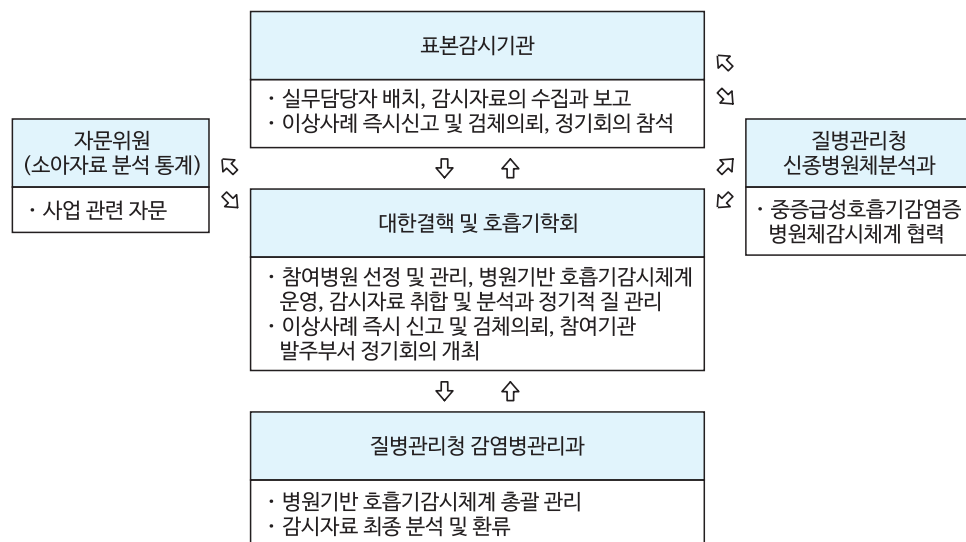 표본감시기관
· 실무담당자 배치, 감시자료의 수집과 보고
· 이상사례 즉시신고 및 검체의뢰, 정기회의 참석
자문위원
(소아자료 분석 통계)
· 사업 관련 자문
질병관리청
신종병원체분석과
· 중증급성호흡기감염증
병원체감시체계 협력
대한결핵 및 호흡기학회
· 참여병원 선정 및 관리, 병원기반 호흡기감시체계
운영, 감시자료 취합 및 분석과 정기적 질 관리
· 이상사례 즉시 신고 및 검체의뢰, 참여기관
발주부서 정기회의 개최
질병관리청 감염병관리과
· 병원기반 호흡기감시체계 총괄 관리
· 감시자료 최종 분석 및 환류